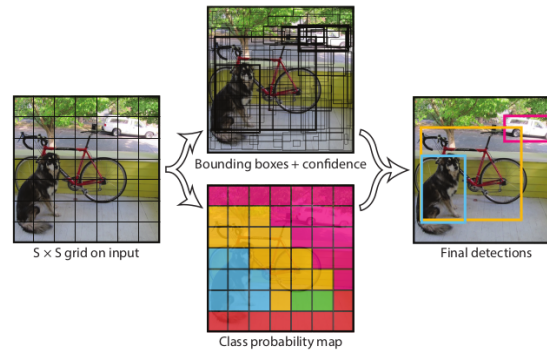 Bounding boxes + confidence
S × S grid on input
Final detections
Class probability map